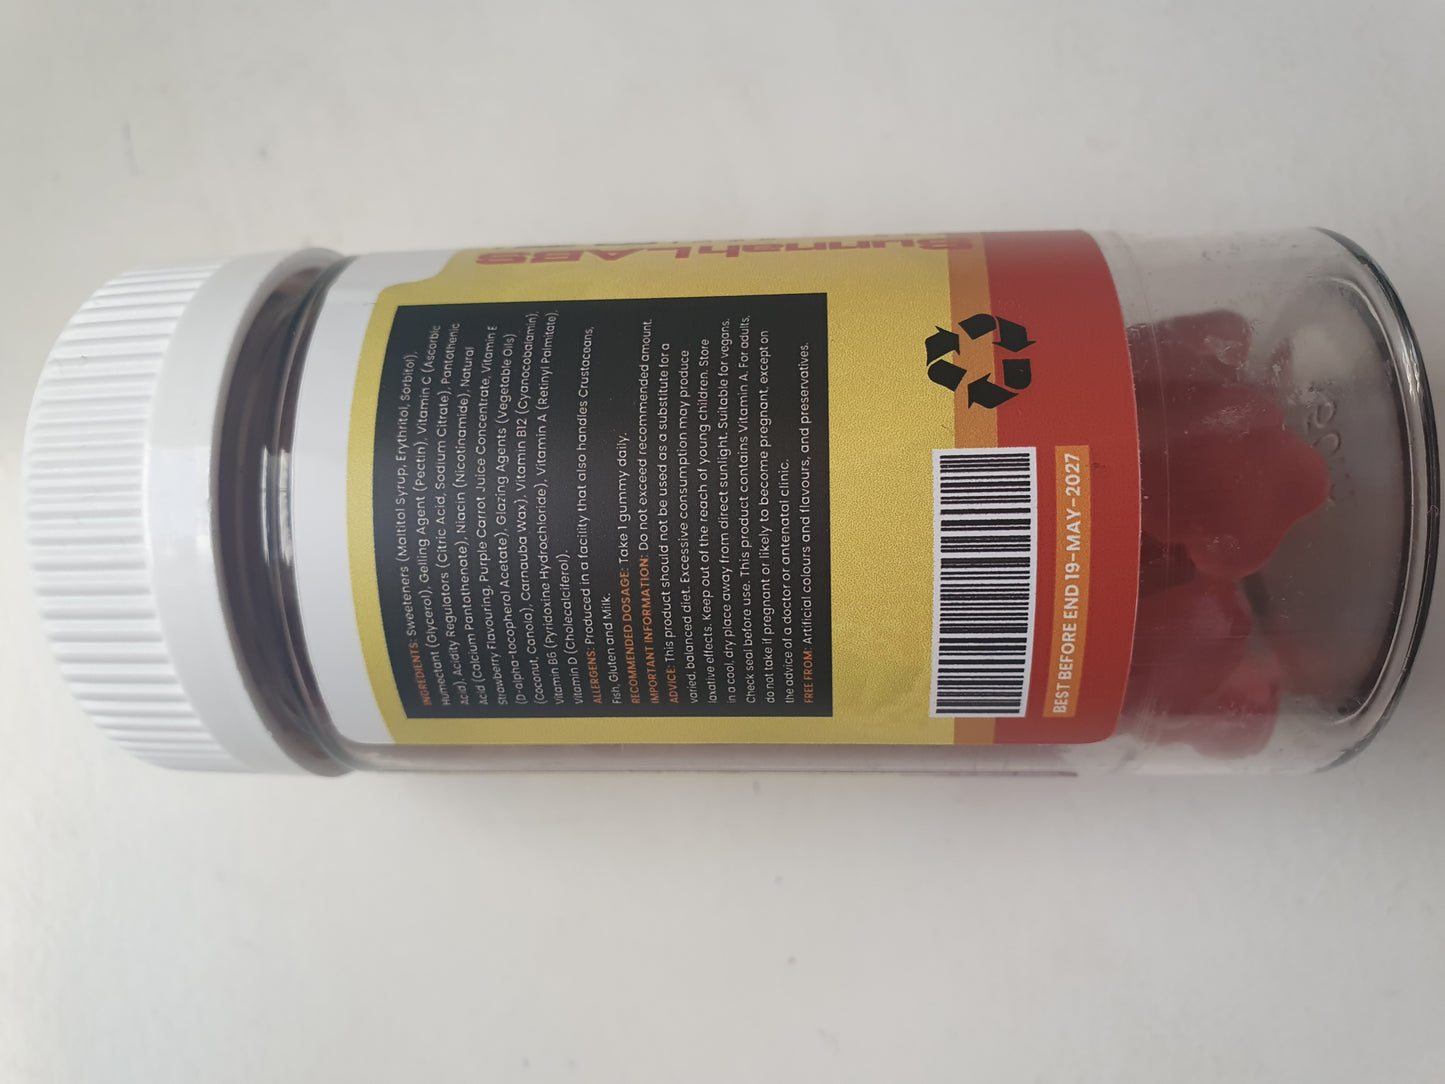 SunnahLABS
INGREDIENTS: Sweeteners (Maltitol Syrup, Erythritol, Sorbitol),
Humectant (Glycerol), Gelling Agent (Pectin), Vitamin C (Ascorbic
Acid), Acidity Regulators (Citric Acid, Sodium Citrate), Pantothenic
Acid (Calcium Pantothenate), Niacin (Nicotinamide), Natural
Strawberry Flavouring, Purple Carrot Juice Concentrate, Vitamin E
(D-alpha-tocopherol Acetate), Glazing Agents (Vegetable Oils)
(Coconut, Canola), Carnauba Wax), Vitamin B12 (Cyanocobalamin),
Vitamin B6 (Pyridoxine Hydrochloride), Vitamin A (Retinyl Palmitate),
Vitamin D (Cholecalciferol).
ALLERGENS: Produced in a facility that also handles Crustaceans,
Fish, Gluten and Milk.
RECOMMENDED DOSAGE: Take 1 gummy daily.
IMPORTANT INFORMATION: Do not exceed recommended amount.
ADVICE: This product should not be used as a substitute for a
varied, balanced diet. Excessive consumption may produce
laxative effects. Keep out of the reach of young children. Store
in a cool, dry place away from direct sunlight. Suitable for vegans.
Check seal before use. This product contains Vitamin A. For adults,
do not take if pregnant or likely to become pregnant, except on
the advice of a doctor or antenatal clinic.
FREE FROM: Artificial colours and flavours, and preservatives.
BEST BEFORE END 19-MAY-2027